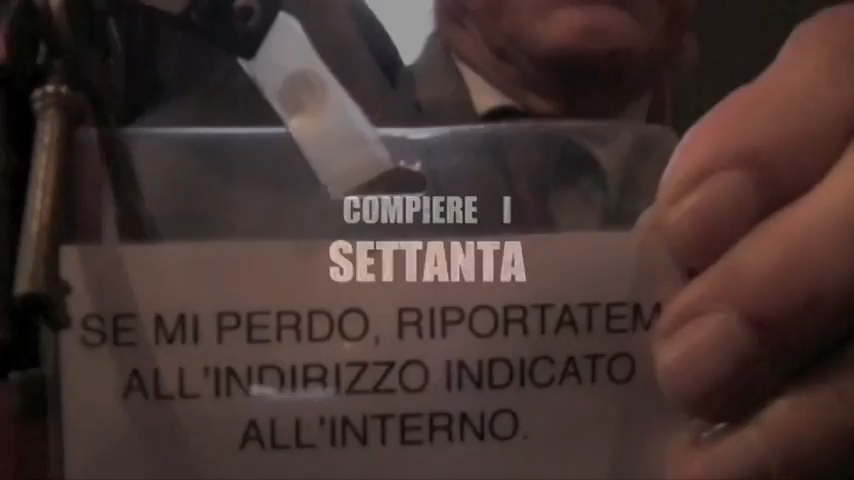 COMPIERE I
SETTANTA
SE MI PERDO, RIPORTATEM
ALL'INDIRIZZO INDICATO
ALL'INTERNO.